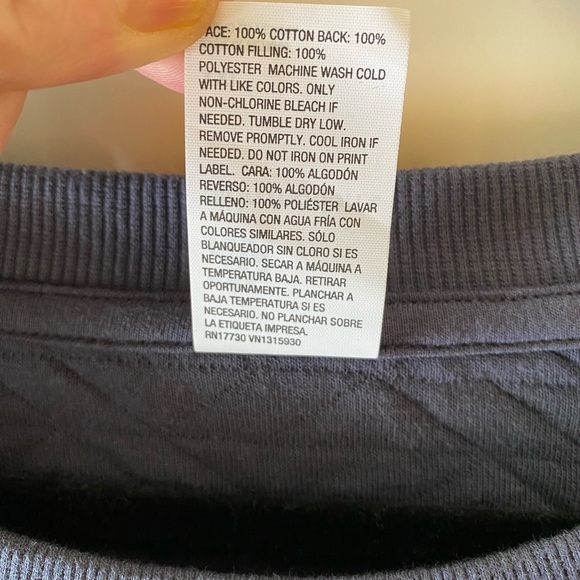 ACE: 100% COTTON BACK: 100%
COTTON FILLING: 100%
POLYESTER MACHINE WASH COLD
WITH LIKE COLORS. ONLY
NON-CHLORINE BLEACH IF
NEEDED. TUMBLE DRY LOW.
REMOVE PROMPTLY. COOL IRON IF
NEEDED. DO NOT IRON ON PRINT
LABEL. CARA: 100% ALGODÓN
REVERSO: 100% ALGODÓN
RELLENO: 100% POLIÉSTER LAVAR
A MÁQUINA CON AGUA FRÍA CON
COLORES SIMILARES. SÓLO
BLANQUEADOR SIN CLORO SI ES
NECESARIO. SECAR A MÁQUINA A
TEMPERATURA BAJA. RETIRAR
OPORTUNAMENTE. PLANCHAR A
BAJA TEMPERATURA SI ES
NECESARIO. NO PLANCHAR SOBRE
LA ETIQUETA IMPRESA.
RN17730 VN1315930